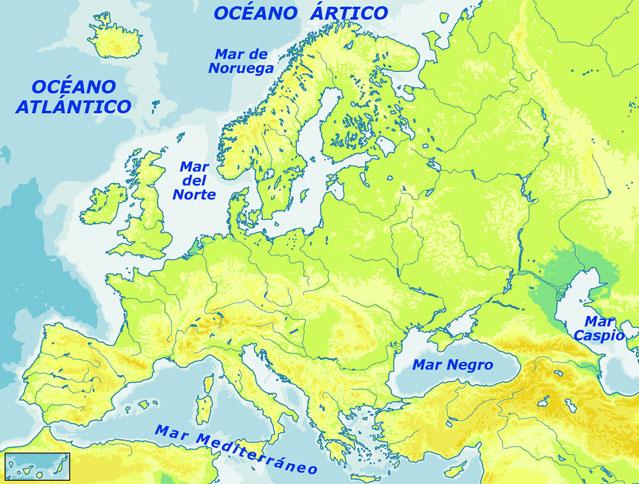 OCÉANO ÁRTICO
Mar de
Noruega
OCÉANO
ATLÁNTICO
Mar
del
Norte
Mar
Caspio
Mar Negro
Mar Mediterráneo